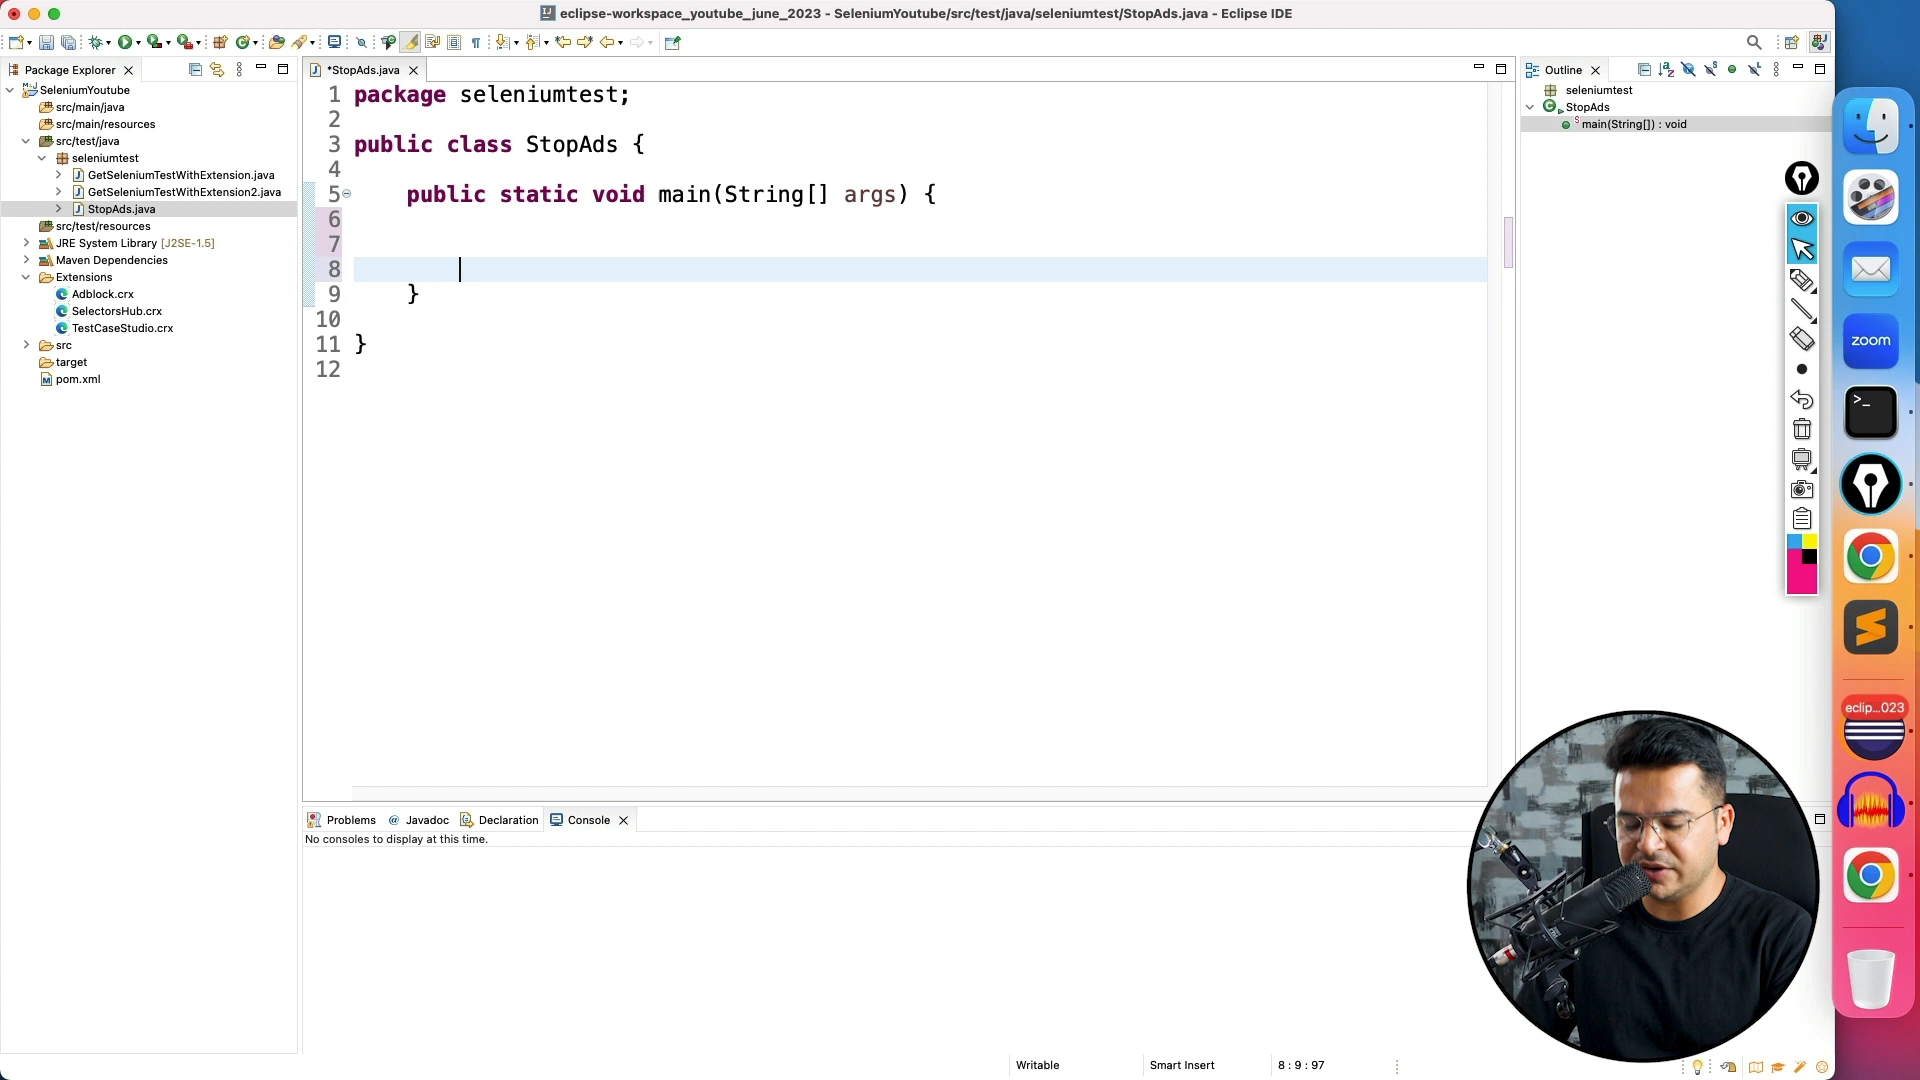 eclipse-workspace_youtube_june_2023 - SeleniumYoutube/src/test/java/seleniumtest/StopAds.java - Eclipse IDE
Package Explorer
SeleniumYoutube
src/main/java
src/main/resources
src/test/java
seleniumtest
GetSeleniumTestWithExtension.java
GetSeleniumTestWithExtension2.java
StopAds.java
src/test/resources
JRE System Library [J2SE-1.5]
Maven Dependencies
Extensions
Adblock.crx
SelectorsHub.crx
TestCaseStudio.crx
src
target
pom.xml
*StopAds.java
1 package seleniumtest;
2
3 public class StopAds {
4
5 public static void main(String[] args) {
6
7
8
9 }
10
11 }
12
Problems
Javadoc
Declaration
Console
No consoles to display at this time.
Outline
seleniumtest
StopAds
main(String[]) : void
zoom
eclip...023
Writable
Smart Insert
8 : 9 : 97